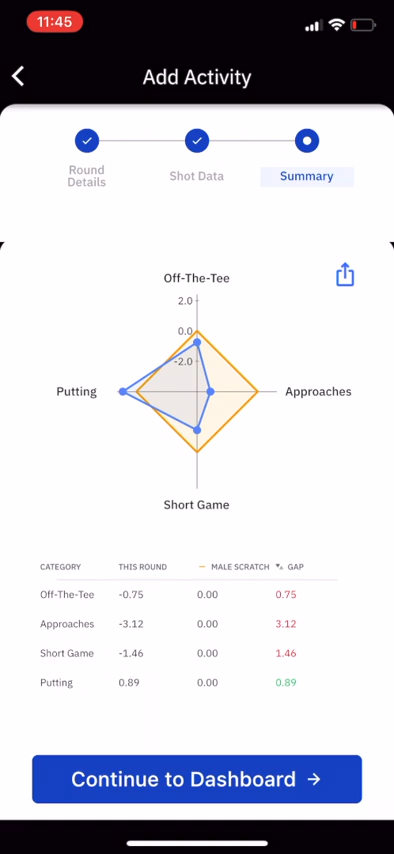 11:45
Add Activity
Round
Details
Shot Data
Summary
Off-The-Tee
2.0
0.0
-2.0
Putting
Approaches
Short Game
CATEGORY THIS ROUND MALE SCRATCH GAP
Off-The-Tee -0.75 0.00 0.75
Approaches -3.12 0.00 3.12
Short Game -1.46 0.00 1.46
Putting 0.89 0.00 0.89
Continue to Dashboard →